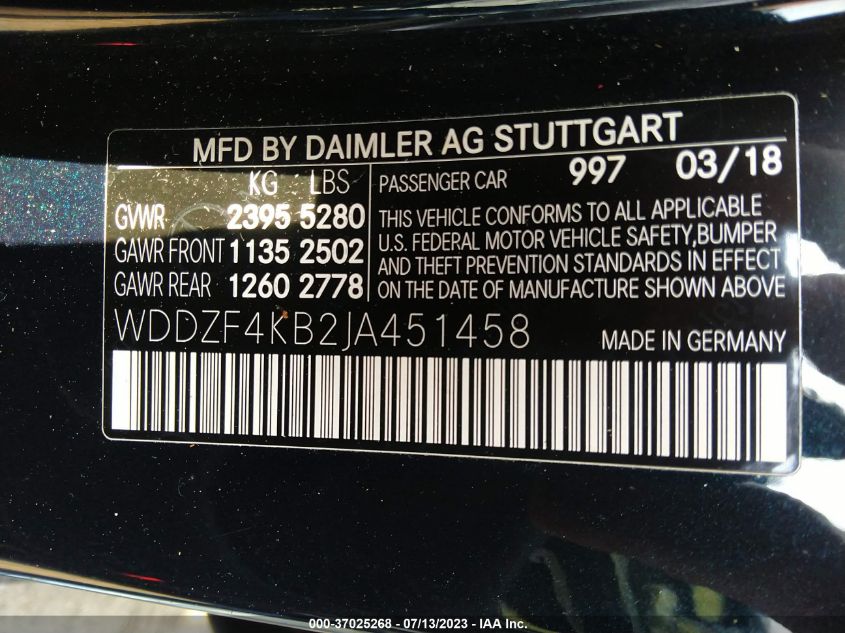 MFD BY DAIMLER AG STUTTGART
KG LBS
GVWR 2395 5280
GAWR FRONT 1135 2502
GAWR REAR 1260 2778
PASSENGER CAR 997 03/18
THIS VEHICLE CONFORMS TO ALL APPLICABLE
U.S. FEDERAL MOTOR VEHICLE SAFETY,BUMPER
AND THEFT PREVENTION STANDARDS IN EFFECT
ON THE DATE OF MANUFACTURE SHOWN ABOVE
WDDZF4KB2JA451458
MADE IN GERMANY
000-37025268 - 07/13/2023 - IAA Inc.